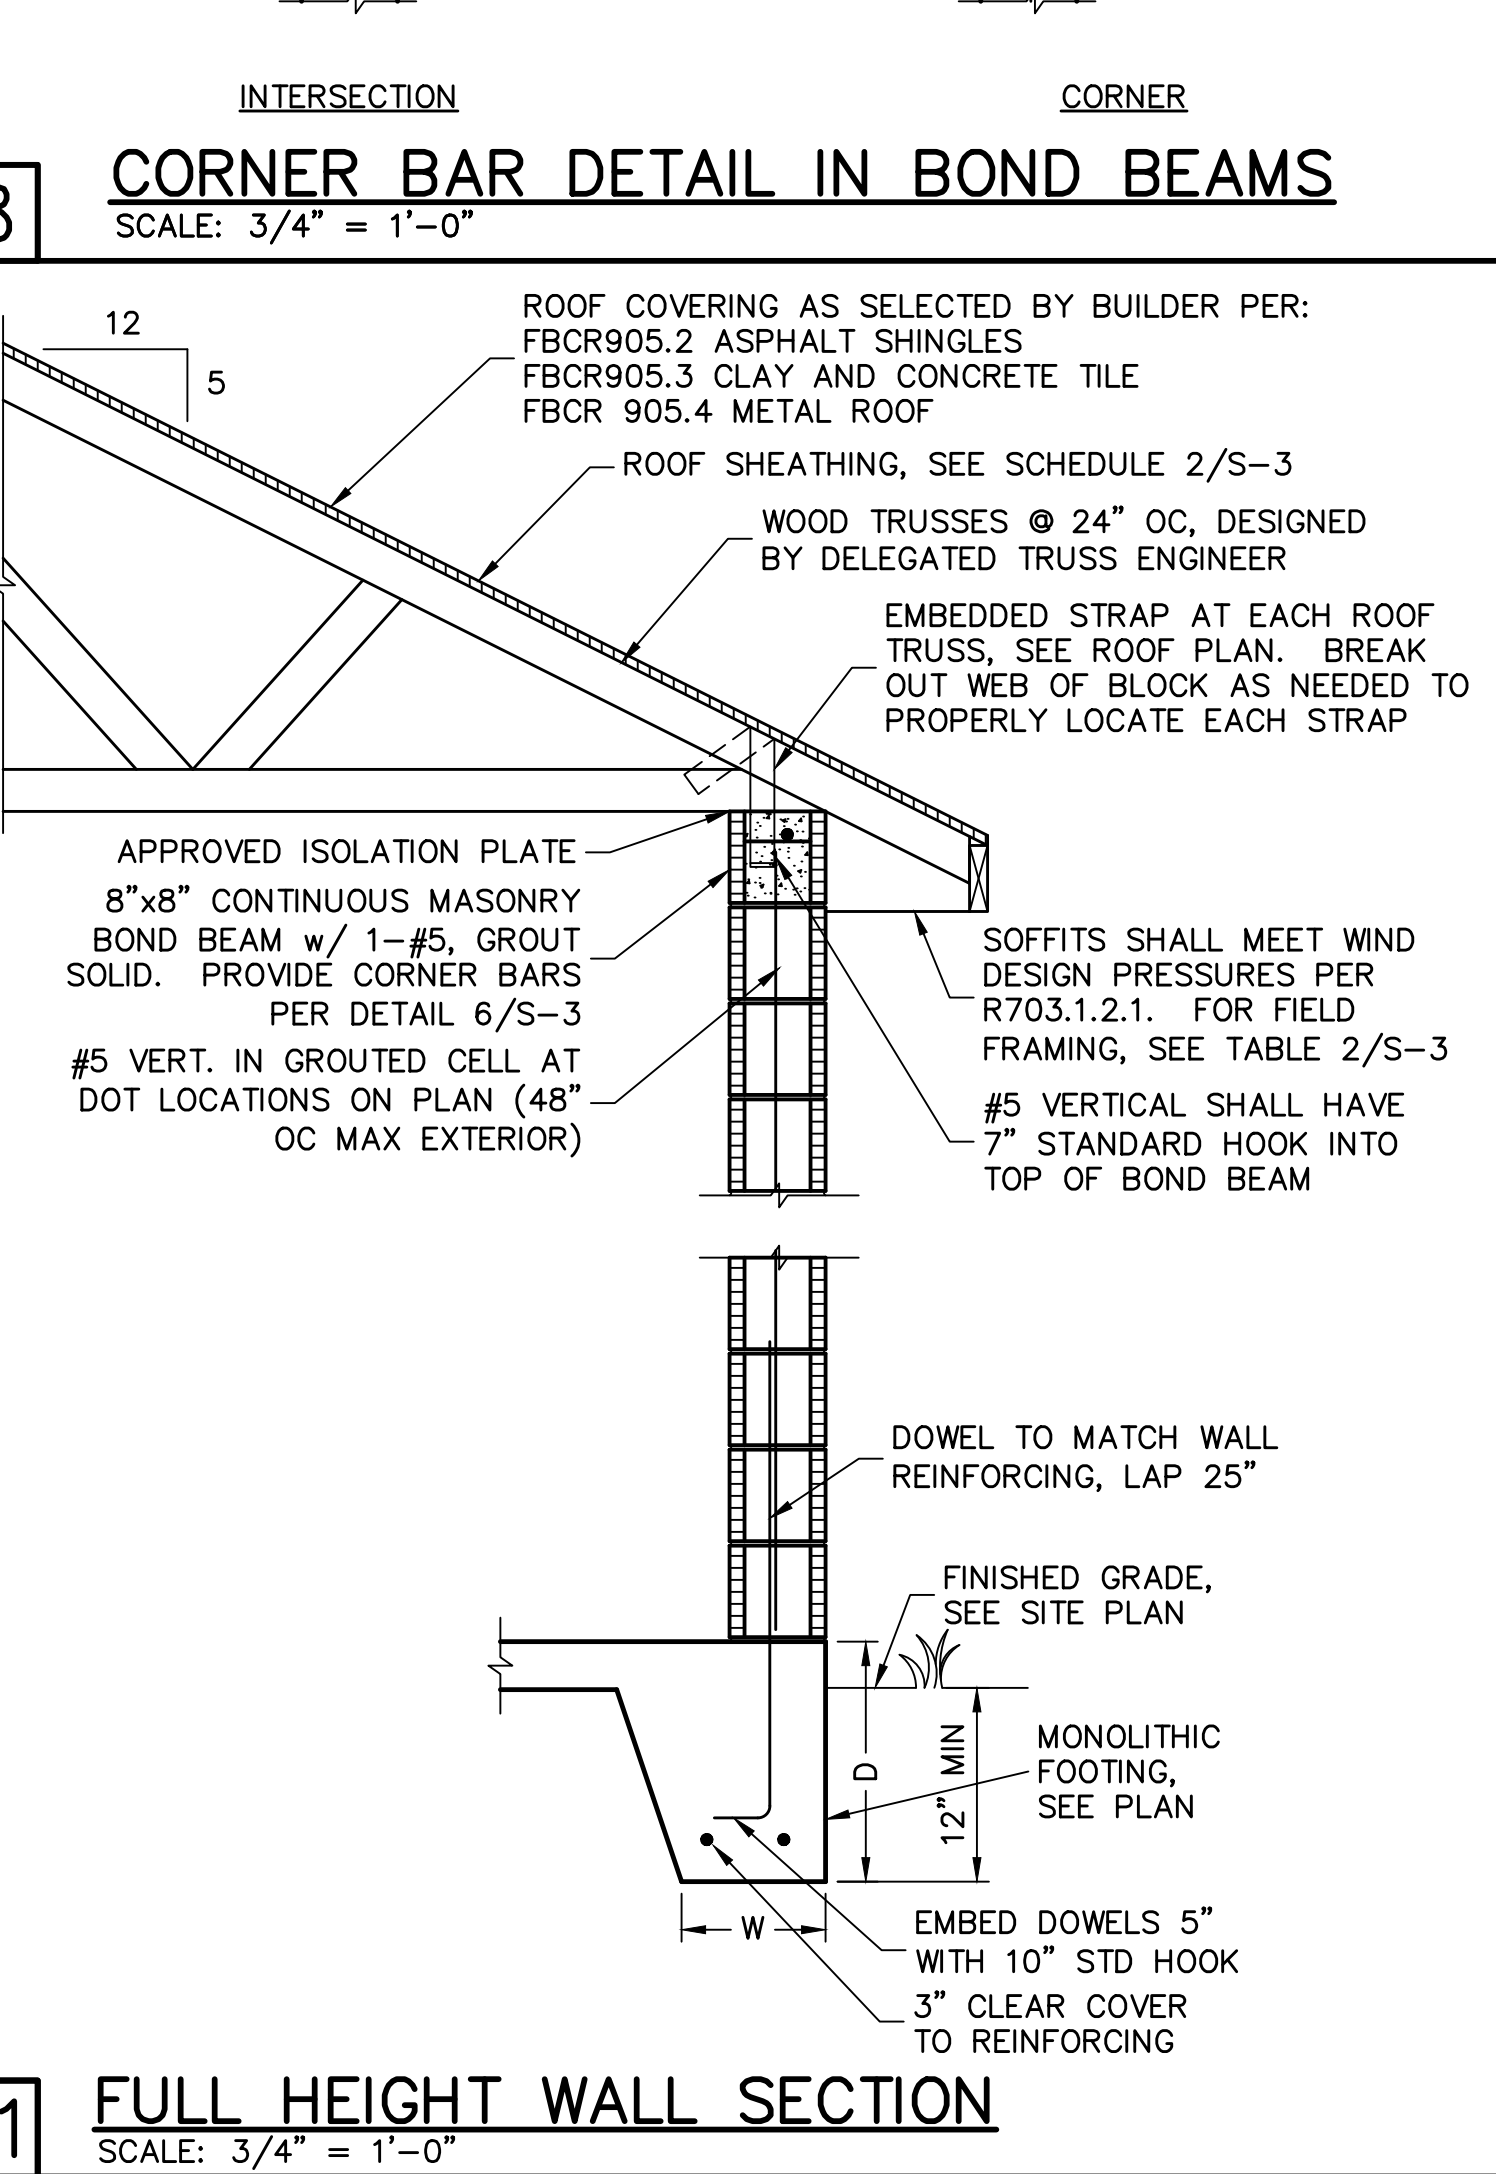 INTERSECTION
CORNER
CORNER BAR DETAIL IN BOND BEAMS
SCALE: 3/4" = 1'-0"
12
5
ROOF COVERING AS SELECTED BY BUILDER PER:
FBCR905.2 ASPHALT SHINGLES
FBCR905.3 CLAY AND CONCRETE TILE
FBCR 905.4 METAL ROOF
ROOF SHEATHING, SEE SCHEDULE 2/S-3
WOOD TRUSSES @ 24" OC, DESIGNED
BY DELEGATED TRUSS ENGINEER
EMBEDDED STRAP AT EACH ROOF
TRUSS, SEE ROOF PLAN. BREAK
OUT WEB OF BLOCK AS NEEDED TO
PROPERLY LOCATE EACH STRAP
APPROVED ISOLATION PLATE
8"x8" CONTINUOUS MASONRY
BOND BEAM w/ 1-#5, GROUT
SOLID. PROVIDE CORNER BARS
PER DETAIL 6/S-3
#5 VERT. IN GROUTED CELL AT
DOT LOCATIONS ON PLAN (48"
OC MAX EXTERIOR)
SOFFITS SHALL MEET WIND
DESIGN PRESSURES PER
R703.1.2.1. FOR FIELD
FRAMING, SEE TABLE 2/S-3
#5 VERTICAL SHALL HAVE
7" STANDARD HOOK INTO
TOP OF BOND BEAM
DOWEL TO MATCH WALL
REINFORCING, LAP 25"
FINISHED GRADE,
SEE SITE PLAN
D
12" MIN
MONOLITHIC
FOOTING,
SEE PLAN
W
EMBED DOWELS 5"
WITH 10" STD HOOK
3" CLEAR COVER
TO REINFORCING
1
FULL HEIGHT WALL SECTION
SCALE: 3/4" = 1'-0"